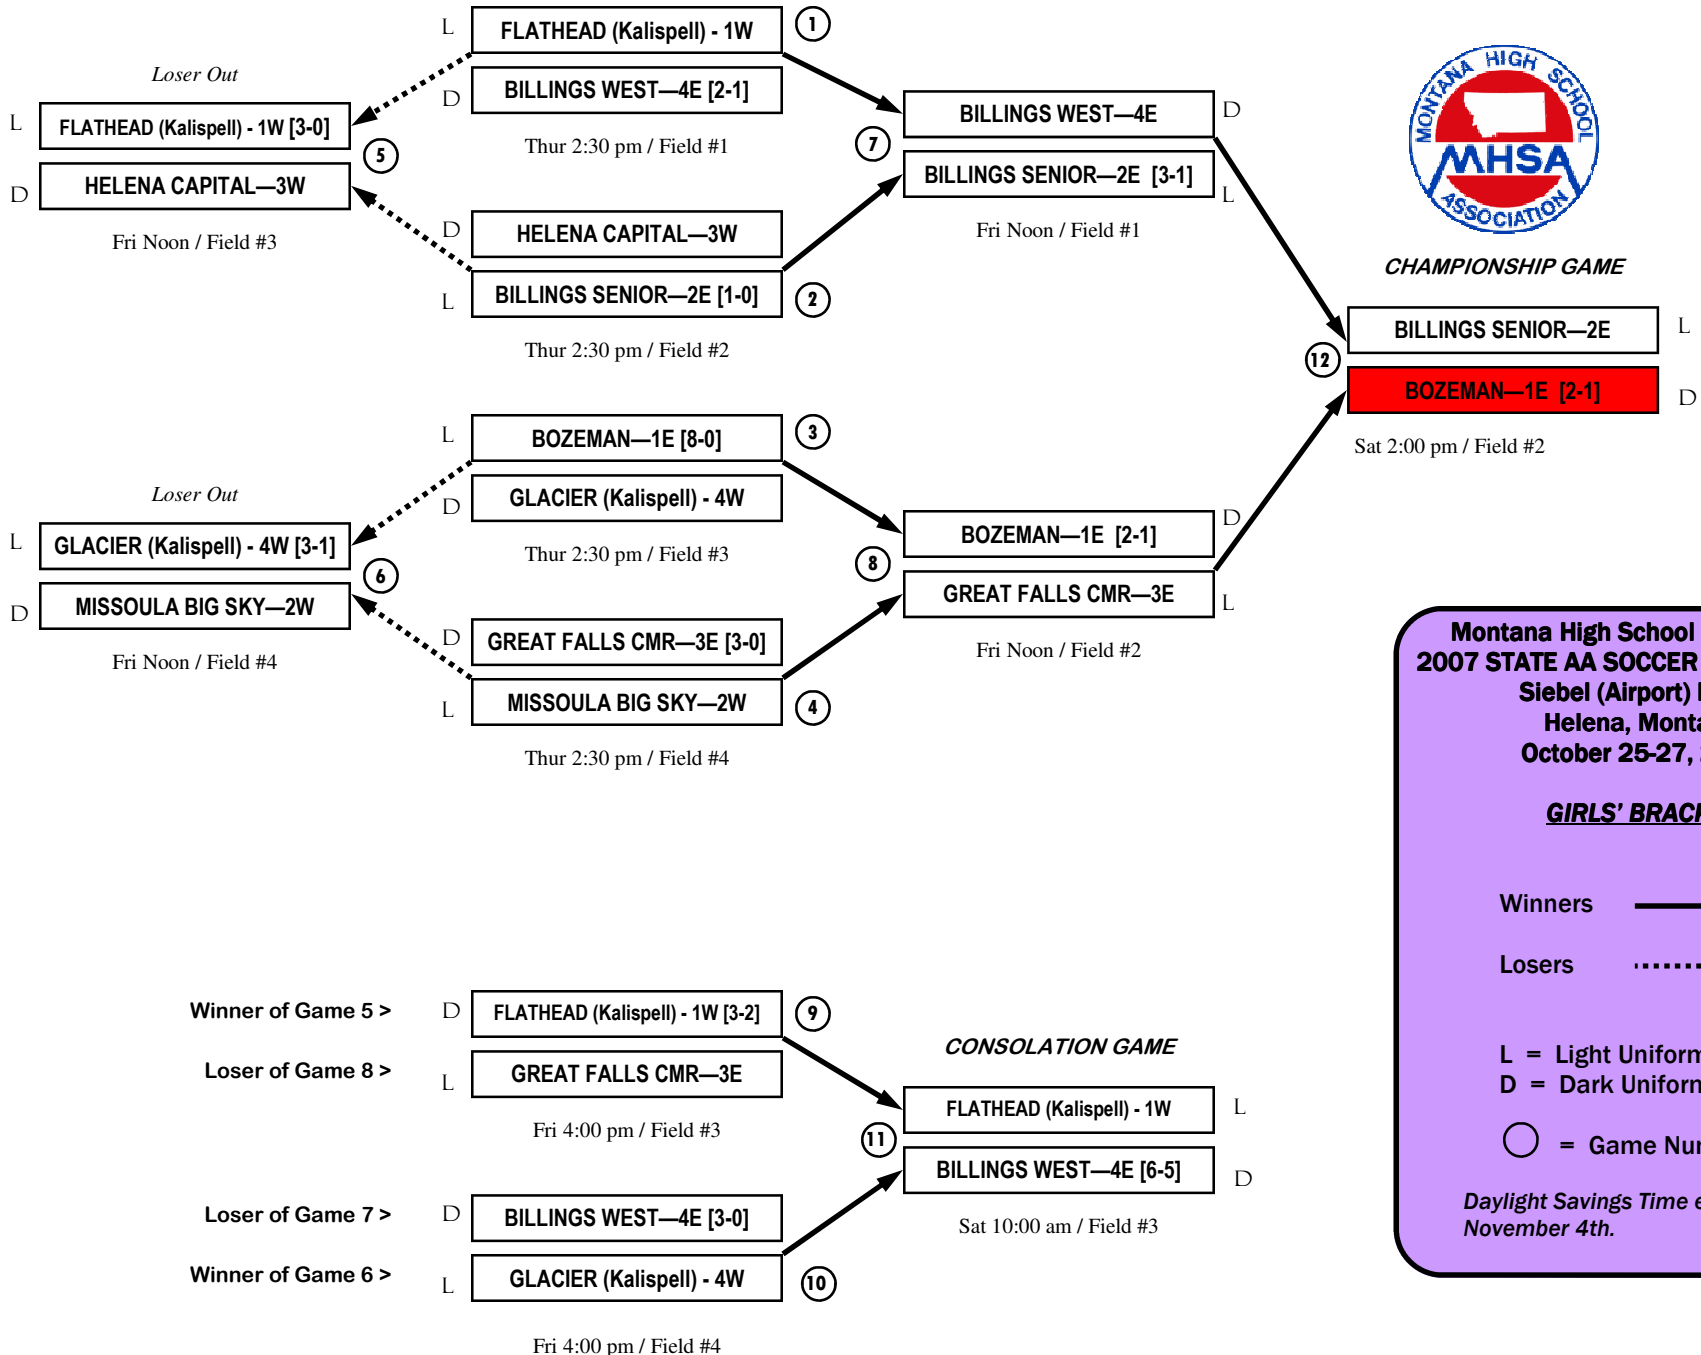 L
FLATHEAD (Kalispell) - 1W
1
D
BILLINGS WEST—4E [2-1]
Thur 2:30 pm / Field #1
Loser Out
L
FLATHEAD (Kalispell) - 1W [3-0]
5
D
HELENA CAPITAL—3W
Fri Noon / Field #3
D
HELENA CAPITAL—3W
L
BILLINGS SENIOR—2E [1-0]
2
Thur 2:30 pm / Field #2
BILLINGS WEST—4E
D
7
BILLINGS SENIOR—2E [3-1]
L
Fri Noon / Field #1
MONTANA HIGH SCHOOL
MHSA
ASSOCIATION
CHAMPIONSHIP GAME
BILLINGS SENIOR—2E
L
12
BOZEMAN—1E [2-1]
D
Sat 2:00 pm / Field #2
L
BOZEMAN—1E [8-0]
3
D
GLACIER (Kalispell) - 4W
Thur 2:30 pm / Field #3
Loser Out
L
GLACIER (Kalispell) - 4W [3-1]
6
D
MISSOULA BIG SKY—2W
Fri Noon / Field #4
D
GREAT FALLS CMR—3E [3-0]
L
MISSOULA BIG SKY—2W
4
Thur 2:30 pm / Field #4
BOZEMAN—1E [2-1]
D
8
GREAT FALLS CMR—3E
L
Fri Noon / Field #2
Montana High School
2007 STATE AA SOCCER
Siebel (Airport)
Helena,
October 25-27,
GIRLS'
Winners
Losers
L = Light
D = Dark
= Game
Daylight Savings Time
November 4th.
Winner of Game 5 >
D
FLATHEAD (Kalispell) - 1W [3-2]
9
Loser of Game 8 >
L
GREAT FALLS CMR—3E
Fri 4:00 pm / Field #3
Loser of Game 7 >
D
BILLINGS WEST—4E [3-0]
Winner of Game 6 >
L
GLACIER (Kalispell) - 4W
10
Fri 4:00 pm / Field #4
CONSOLATION GAME
FLATHEAD (Kalispell) - 1W
L
11
BILLINGS WEST—4E [6-5]
D
Sat 10:00 am / Field #3